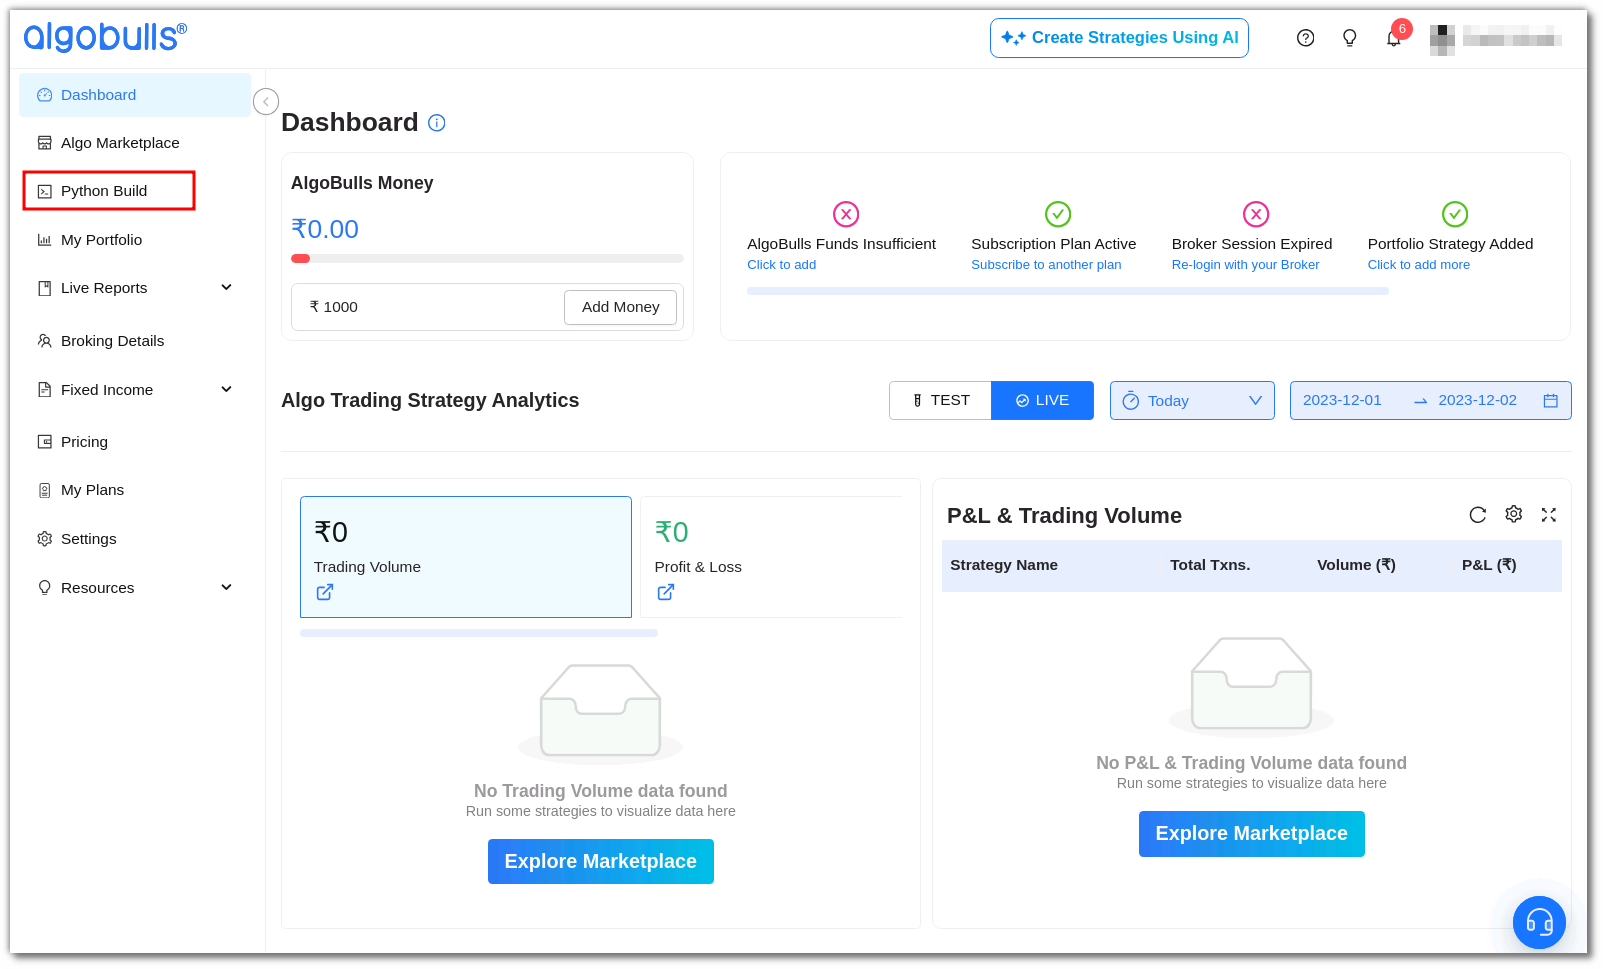 algobulls®
Create Strategies Using AI
6
Dashboard
Algo Marketplace
Python Build
My Portfolio
Live Reports
Broking Details
Fixed Income
Pricing
My Plans
Settings
Resources
Dashboard
AlgoBulls Money
₹0.00
₹ 1000
Add Money
AlgoBulls Funds Insufficient
Click to add
Subscription Plan Active
Subscribe to another plan
Broker Session Expired
Re-login with your Broker
Portfolio Strategy Added
Click to add more
Algo Trading Strategy Analytics
TEST
LIVE
Today
2023-12-01
2023-12-02
₹0
Trading Volume
₹0
Profit & Loss
No Trading Volume data found
Run some strategies to visualize data here
Explore Marketplace
P&L & Trading Volume
Strategy Name Total Txns. Volume (₹) P&L (₹)
No P&L & Trading Volume data found
Run some strategies to visualize data here
Explore Marketplace